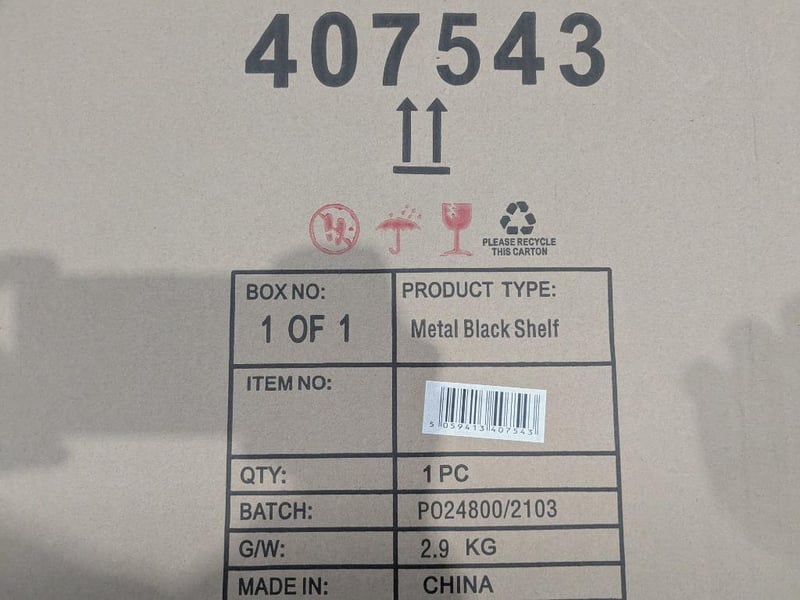 407543
PLEASE RECYCLE
THIS CARTON
BOX NO:
1 OF 1
PRODUCT TYPE:
Metal Black Shelf
ITEM NO:
5 059413 407543
QTY:
1 PC
BATCH:
PO24800/2103
G/W:
2.9 KG
MADE IN:
CHINA